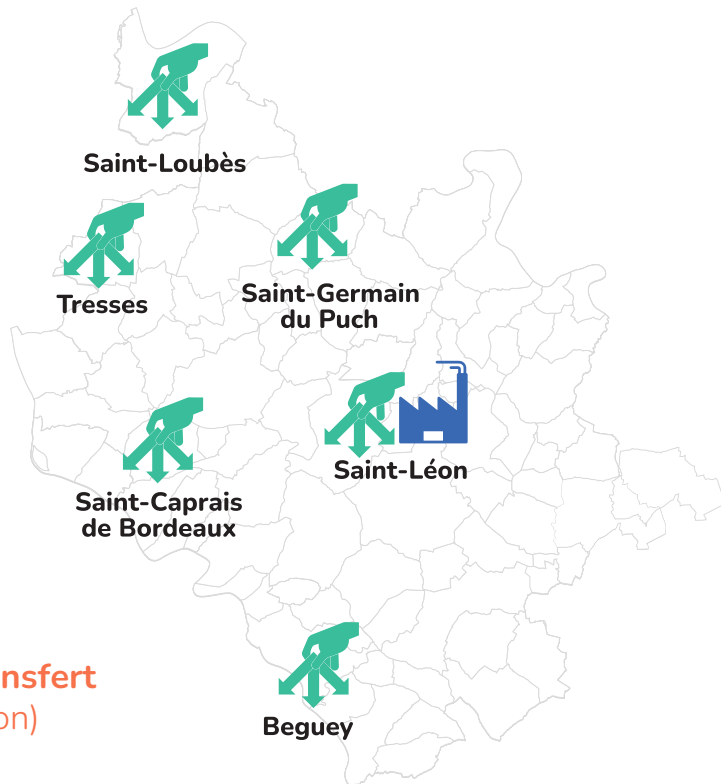 Saint-Loubès
Tresses
Saint-Germain
du Puch
Saint-Léon
Saint-Caprais
de Bordeaux
nsfert
on)
Beguey